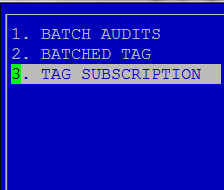 1. BATCH AUDITS
2. BATCHED TAG
3. TAG SUBSCRIPTION